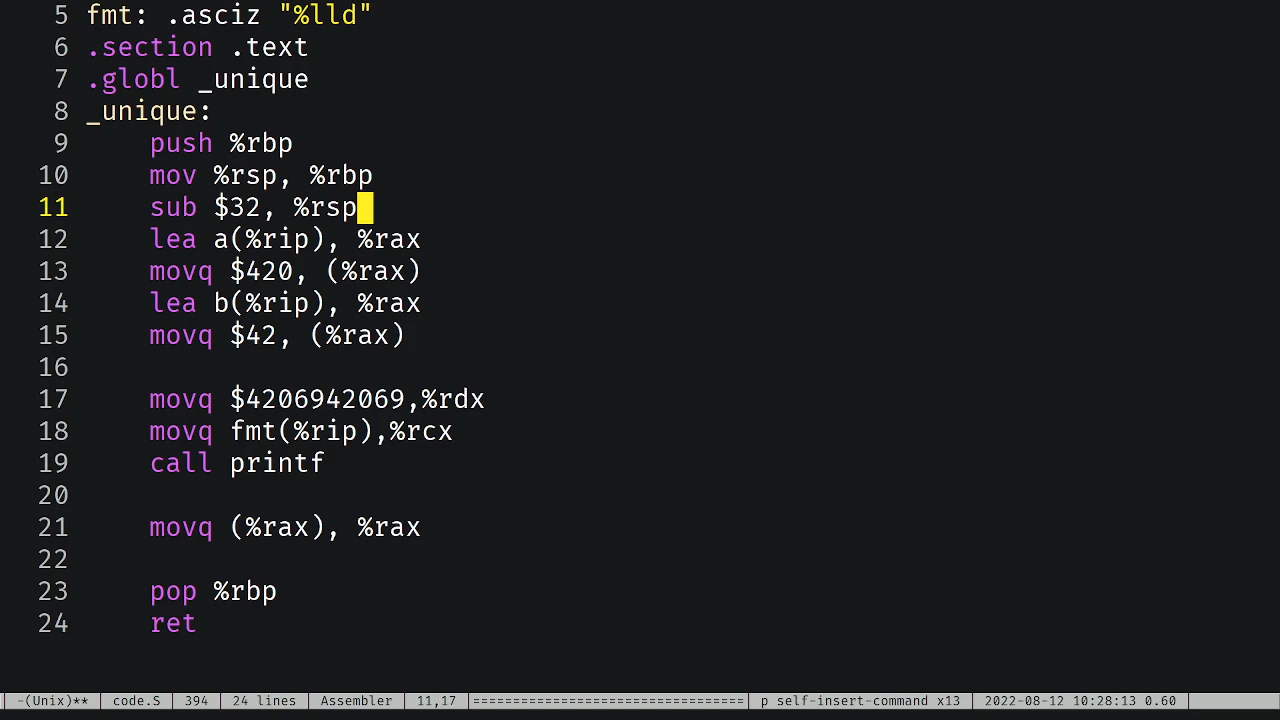 5 fmt: .asciz "%lld"
6 .section .text
7 .globl _unique
8 _unique:
9 push %rbp
10 mov %rsp, %rbp
11 sub $32, %rsp
12 lea a(%rip), %rax
13 movq $420, (%rax)
14 lea b(%rip), %rax
15 movq $42, (%rax)
16
17 movq $4206942069,%rdx
18 movq fmt(%rip),%rcx
19 call printf
20
21 movq (%rax), %rax
22
23 pop %rbp
24 ret
-(Unix)** code.S 394 24 lines Assembler 11,17 ================================== p self-insert-command x13 2022-08-12 10:28:13 0.60